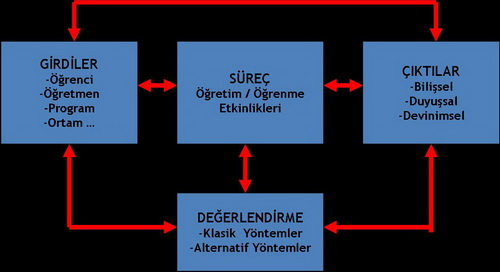 GİRDİLER
-Öğrenci
-Öğretmen
-Program
-Ortam ...
SÜREÇ
Öğretim / Öğrenme
Etkinlikleri
ÇIKTILAR
-Bilişsel
-Duyuşsal
-Devinimsel
DEĞERLENDİRME
-Klasik Yöntemler
-Alternatif Yöntemler